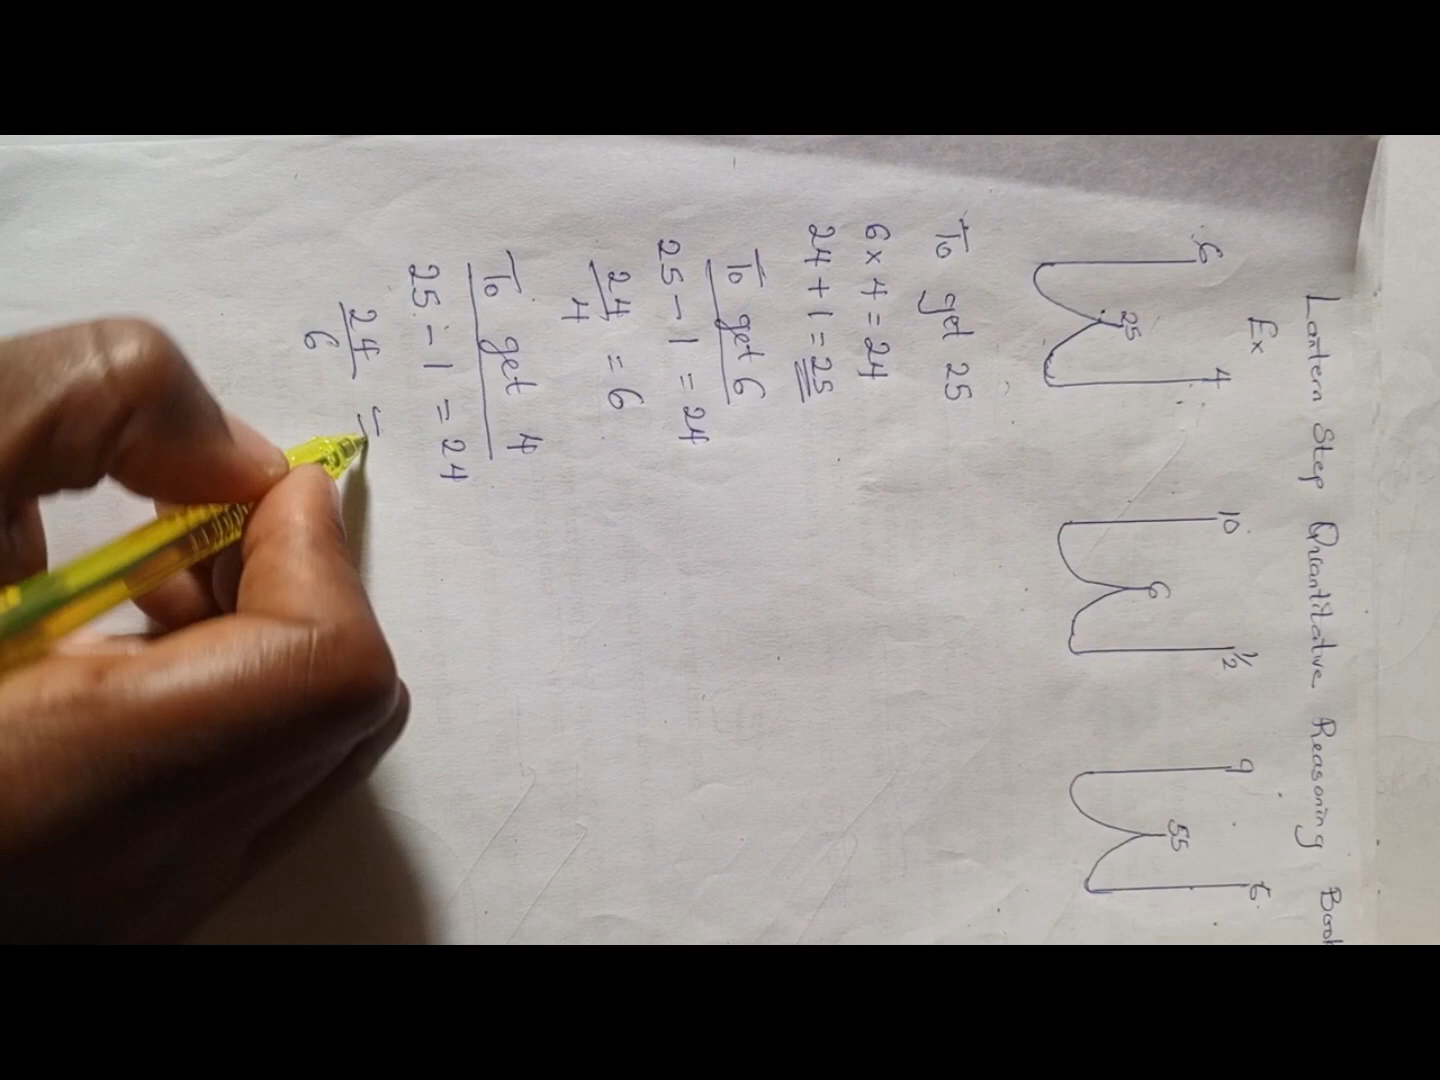 Lantern Step Quantitative Reasoning Book
Ex
6 4 10 1/2 9 6
25 6 55
To get 25
6 x 4 = 24
24 + 1 = 25
To get 6
25 - 1 = 24
24/4 = 6
To get 4
25 - 1 = 24
24/6 =